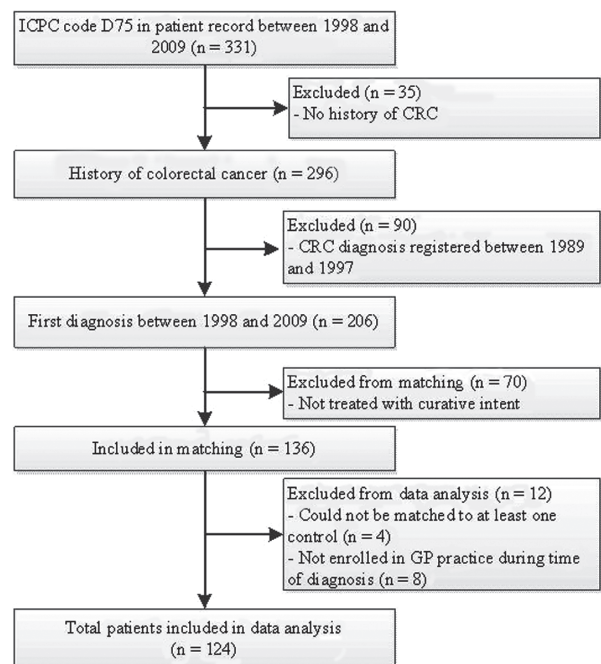 ICPC code D75 in patient record between 1998 and
2009 (n = 331)
Excluded (n = 35)
- No history of CRC
History of colorectal cancer (n = 296)
Excluded (n = 90)
- CRC diagnosis registered between 1989
and 1997
First diagnosis between 1998 and 2009 (n = 206)
Excluded from matching (n = 70)
- Not treated with curative intent
Included in matching (n = 136)
Excluded from data analysis (n = 12)
- Could not be matched to at least one
control (n = 4)
- Not enrolled in GP practice during time
of diagnosis (n = 8)
Total patients included in data analysis
(n = 124)